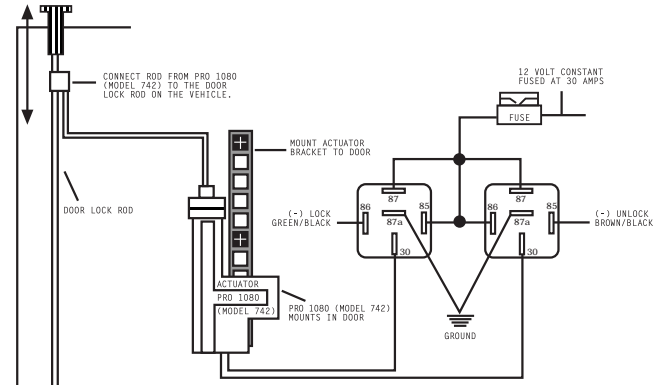 CONNECT ROD FROM PRO 1080
(MODEL 742) TO THE DOOR
LOCK ROD ON THE VEHICLE.
12 VOLT CONSTANT
FUSED AT 30 AMPS
FUSE
MOUNT ACTUATOR
BRACKET TO DOOR
DOOR LOCK ROD
(-) LOCK
GREEN/BLACK
86
87
85
87a
30
86
87
85
87a
30
(-) UNLOCK
BROWN/BLACK
ACTUATOR
PRO 1080
(MODEL 742)
PRO 1080 (MODEL 742)
MOUNTS IN DOOR
GROUND